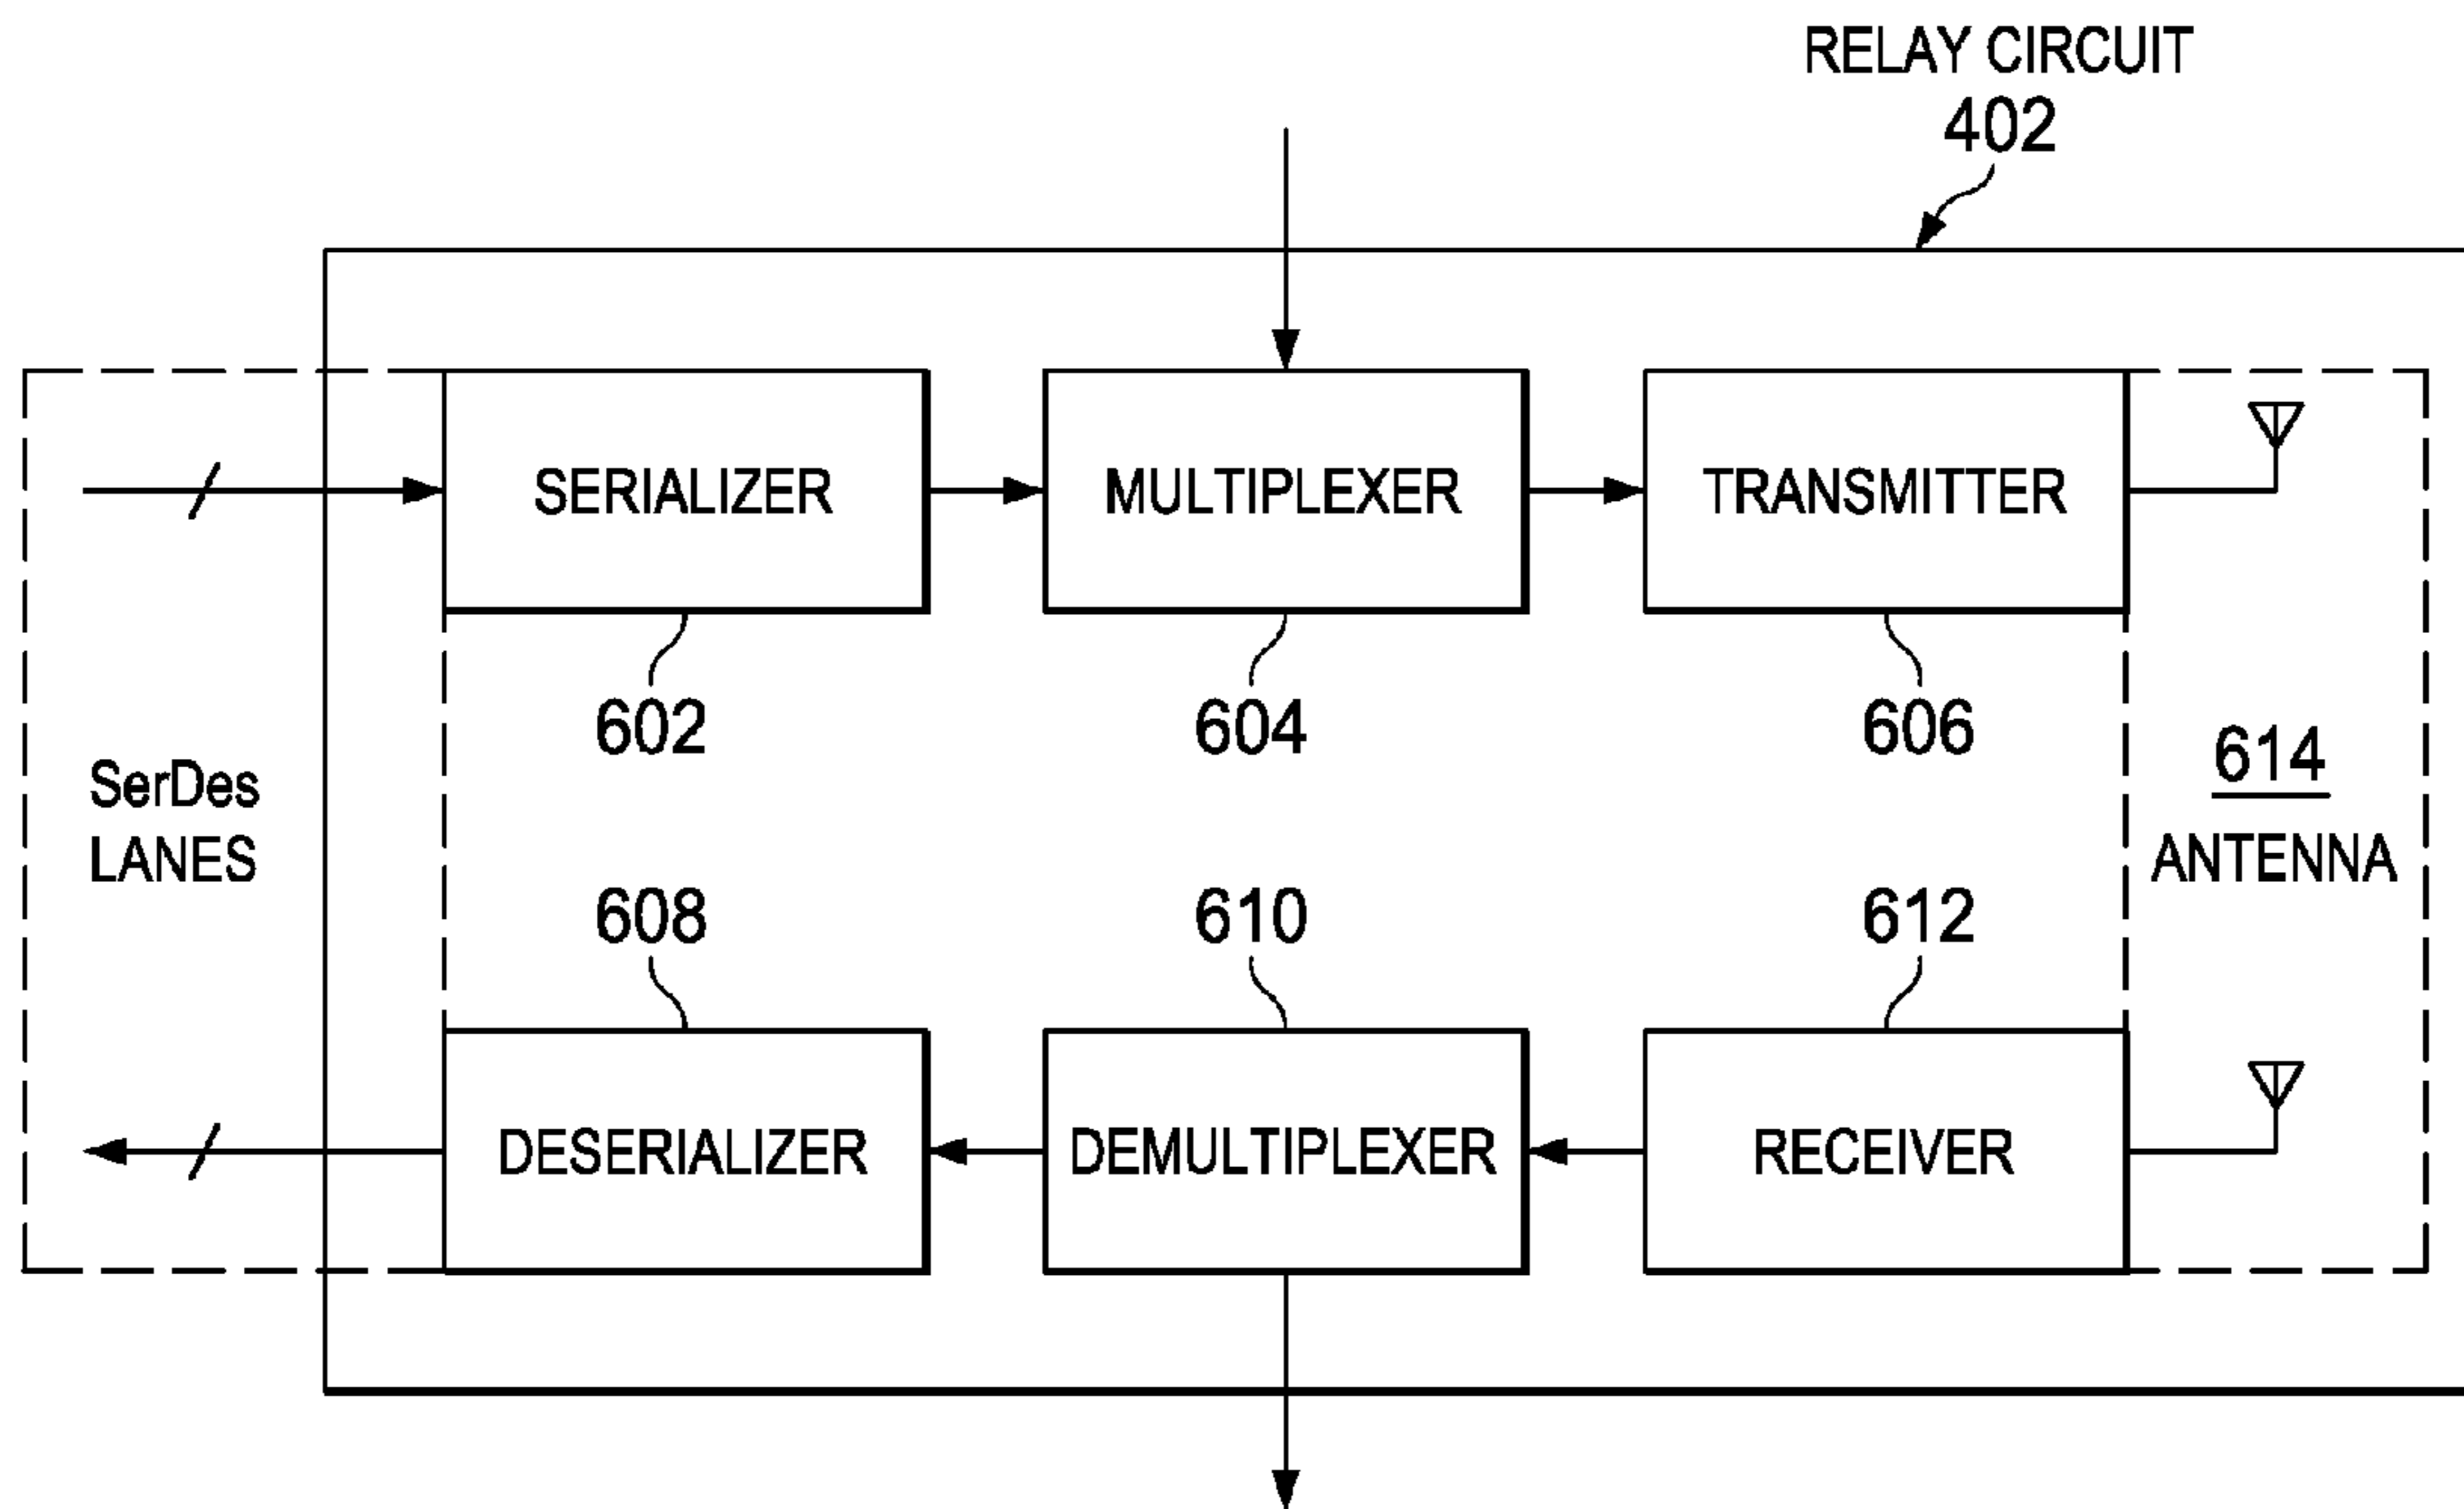 RELAY CIRCUIT
402
SERIALIZER
MULTIPLEXER
TRANSMITTER
602
604
606
SerDes
LANES
614
ANTENNA
608
610
612
DESERIALIZER
DEMULTIPLEXER
RECEIVER